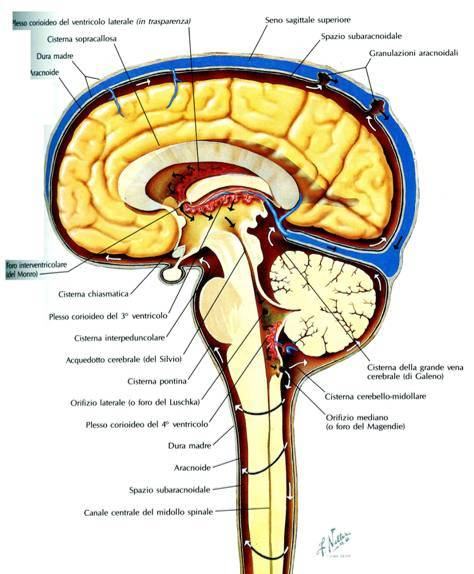 Plesso corioideo del ventricolo laterale (in trasparenza)
Cisterna sopracallosa
Dura madre
Aracnoide
Seno sagittale superiore
Spazio subaracnoidale
Granulazioni aracnoidali
Foro interventricolare
(del Monro)
Cisterna chiasmatica
Plesso corioideo del 3° ventricolo
Cisterna interpeduncolare
Acquedotto cerebrale (del Silvio)
Cisterna pontina
Orifizio laterale (o foro del Luschka)
Plesso corioideo del 4° ventricolo
Dura madre
Aracnoide
Spazio subaracnoidale
Canale centrale del midollo spinale
Cisterna della grande vena
cerebrale (di Galeno)
Cisterna cerebello-midollare
Orifizio mediano
(o foro del Magendie)